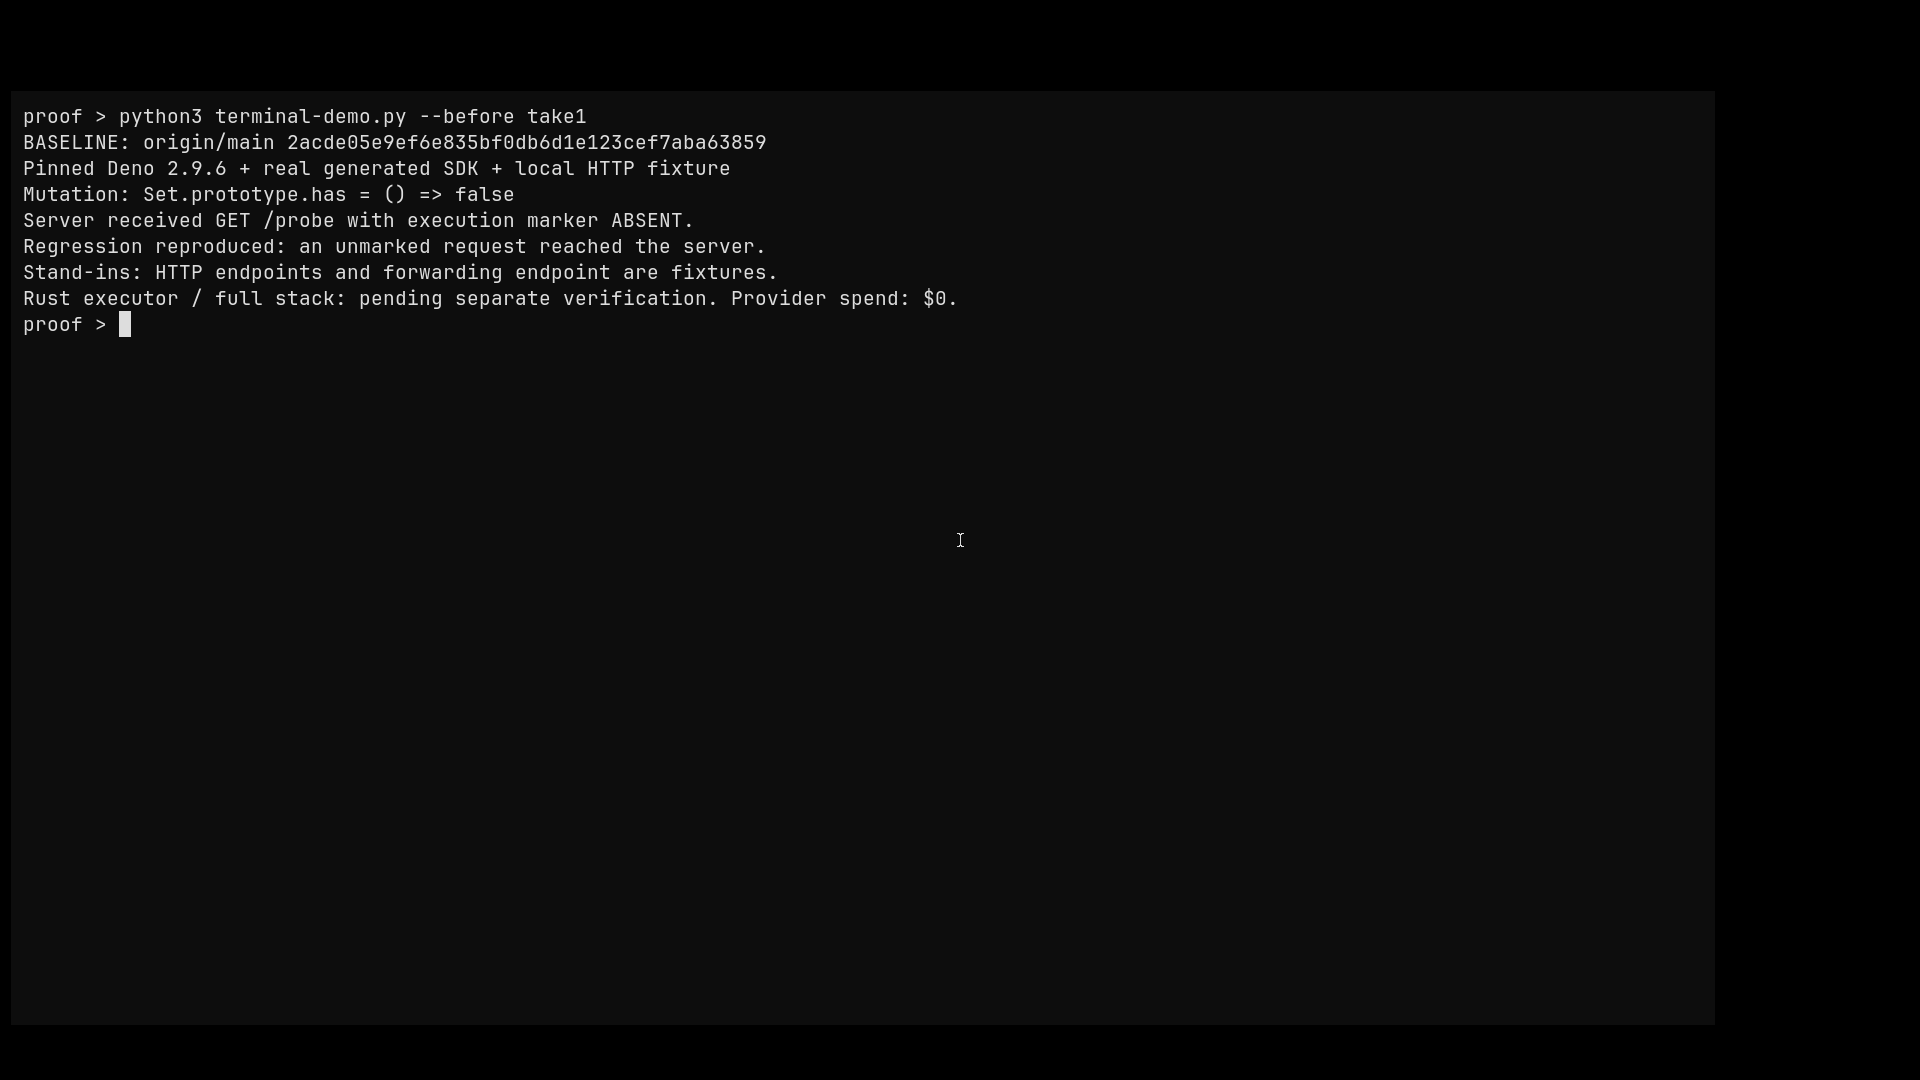 proof > python3 terminal-demo.py --before take1
BASELINE: origin/main 2acde05e9ef6e835bf0db6d1e123cef7aba63859
Pinned Deno 2.9.6 + real generated SDK + local HTTP fixture
Mutation: Set.prototype.has = () => false
Server received GET /probe with execution marker ABSENT.
Regression reproduced: an unmarked request reached the server.
Stand-ins: HTTP endpoints and forwarding endpoint are fixtures.
Rust executor / full stack: pending separate verification. Provider spend: $0.
proof >